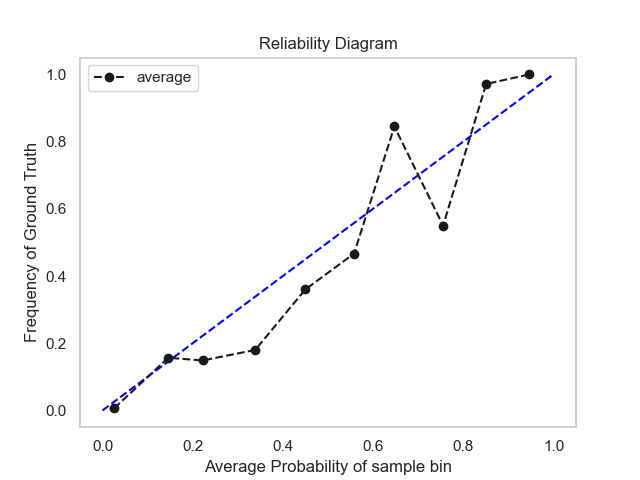 Reliability Diagram
average
Frequency of Ground Truth
1.0
0.8
0.6
0.4
0.2
0.0
0.0 0.2 0.4 0.6 0.8 1.0
Average Probability of sample bin